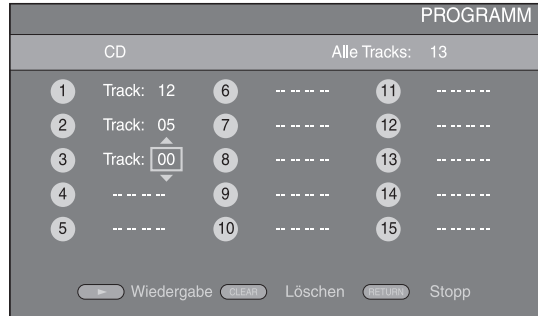 PROGRAMM
CD Alle Tracks: 13
1 Track: 12 6 -- -- -- -- 11 -- -- -- --
2 Track: 05 7 -- -- -- -- 12 -- -- -- --
3 Track: 00 8 -- -- -- -- 13 -- -- -- --
4 -- -- -- -- 9 -- -- -- -- 14 -- -- -- --
5 -- -- -- -- 10 -- -- -- -- 15 -- -- -- --
Wiedergabe CLEAR Löschen RETURN Stopp